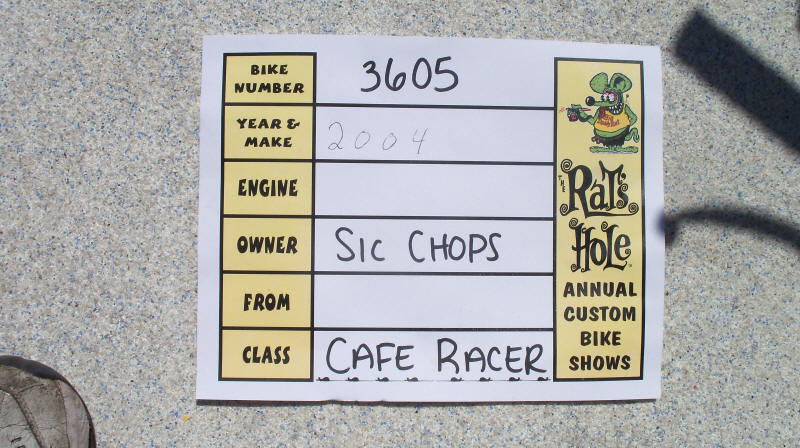 BIKE NUMBER 3605
YEAR & MAKE 2004
ENGINE
OWNER SIC CHOPS
FROM
CLASS CAFE RACER
THE
RAT'S
HOLE
ANNUAL
CUSTOM
BIKE
SHOWS